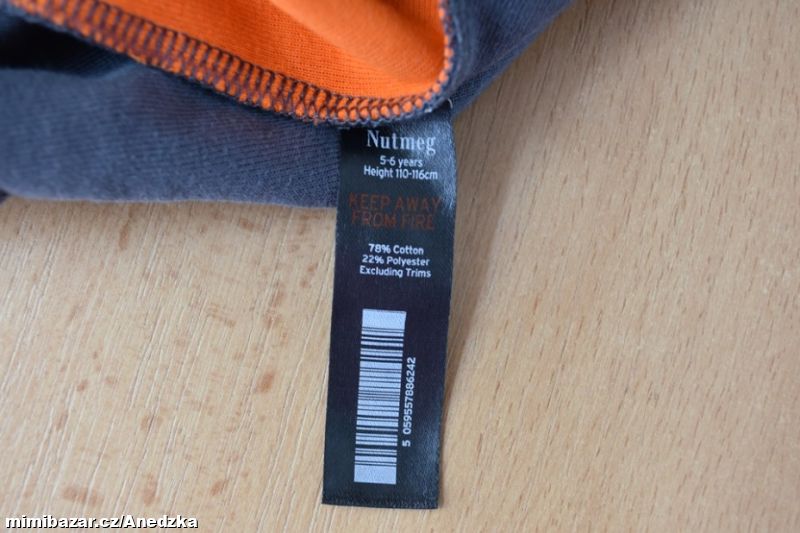 Nutmeg
5-6 years
Height 110-116cm
KEEP AWAY
FROM FIRE
78% Cotton
22% Polyester
Excluding Trims
5 059557886242
mimibazar.cz/Anedzka